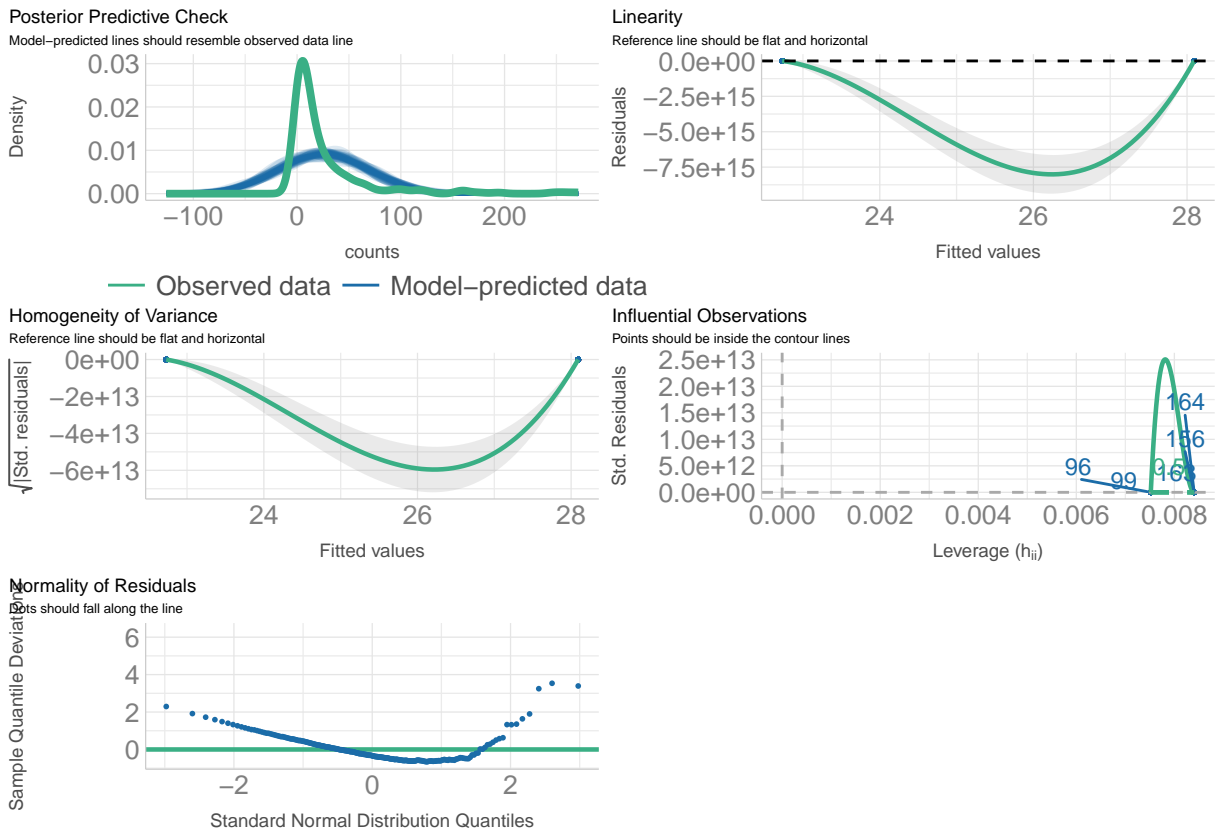 Posterior Predictive Check
Model−predicted lines should resemble observed data line
0.03
0.02
0.01
0.00
Density
−100 0 100 200
counts
Observed data Model−predicted data
Linearity
Reference line should be flat and horizontal
0.0e+00
−2.5e+15
−5.0e+15
−7.5e+15
Residuals
24 26 28
Fitted values
Homogeneity of Variance
Reference line should be flat and horizontal
0e+00
−2e+13
−4e+13
−6e+13
√|Std. residuals|
24 26 28
Fitted values
Influential Observations
Points should be inside the contour lines
2.5e+13
2.0e+13
1.5e+13
1.0e+13
5.0e+12
0.0e+00
Std. Residuals
164
156
96
99
0.5
0.000 0.002 0.004 0.006 0.008
Leverage (hii)
Normality of Residuals
Dots should fall along the line
6
4
2
0
Sample Quantile Deviations
−2 0 2
Standard Normal Distribution Quantiles